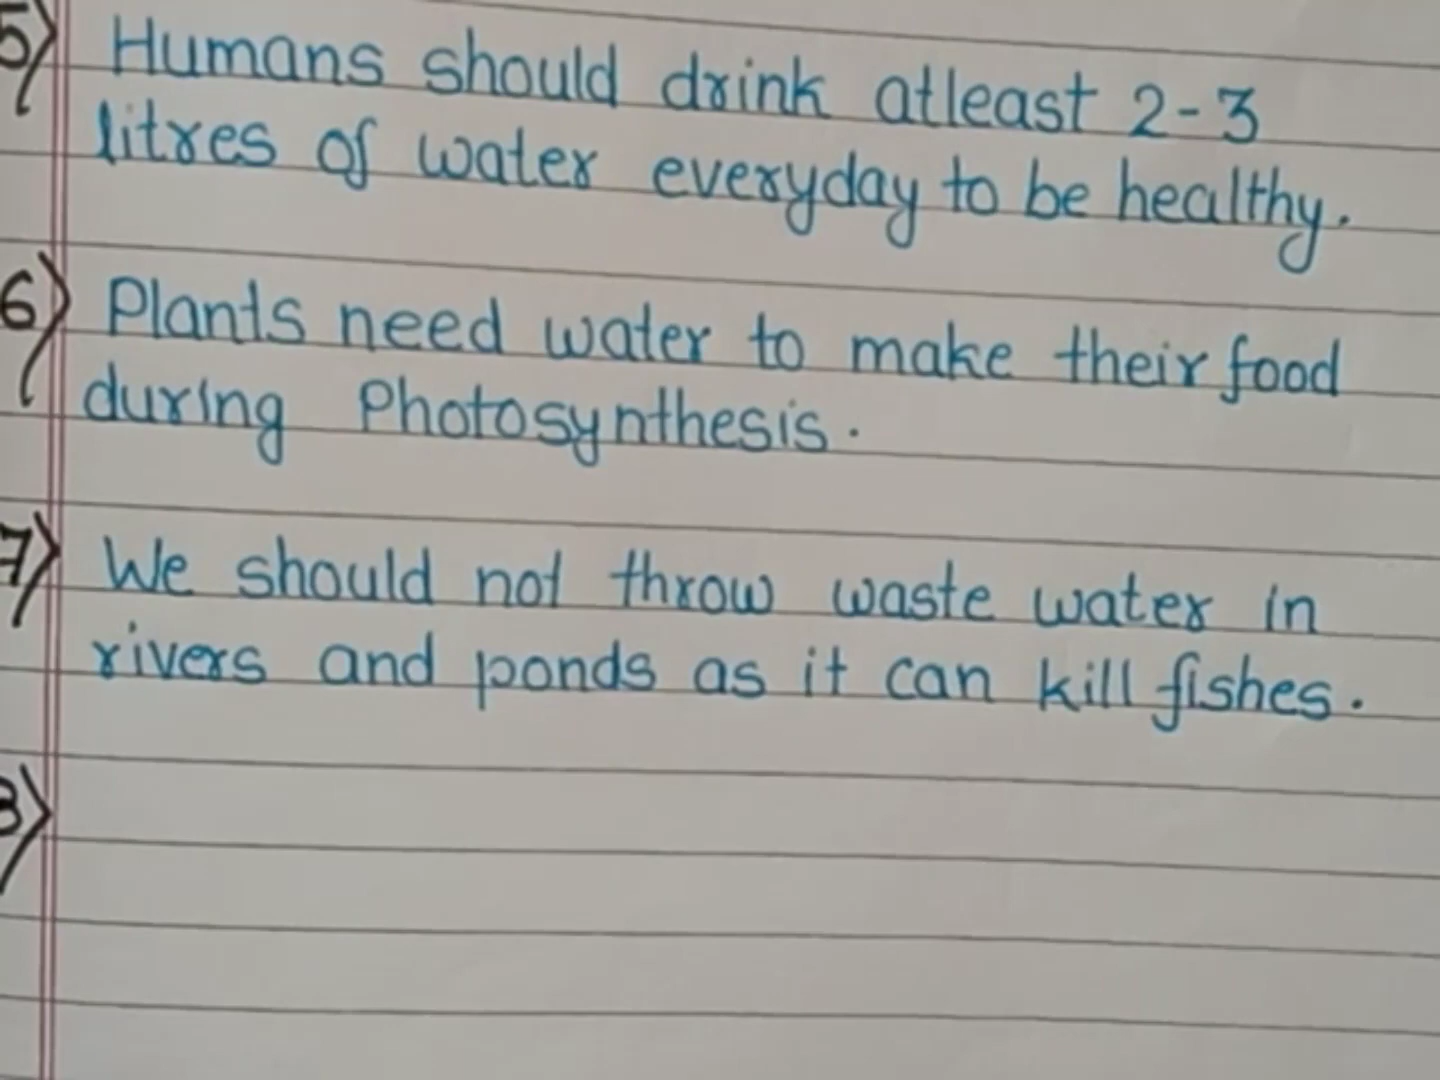 5) Humans should drink atleast 2-3
litres of water everyday to be healthy.
6) Plants need water to make their food
during Photosynthesis.
7) We should not throw waste water in
rivers and ponds as it can kill fishes.
8)